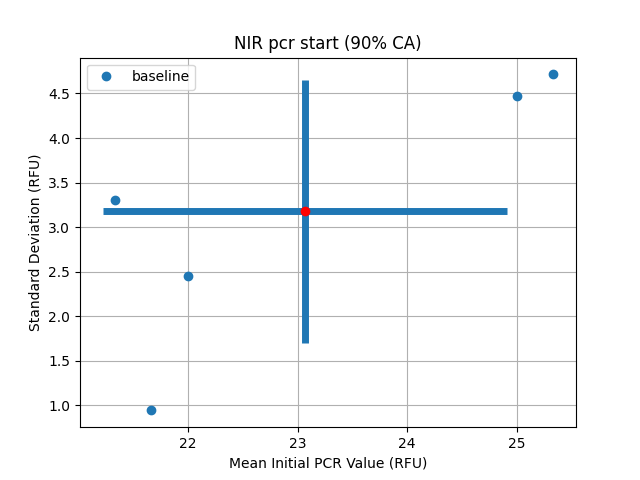 NIR pcr start (90% CA)
baseline
4.5
4.0
3.5
3.0
2.5
2.0
1.5
1.0
Standard Deviation (RFU)
22 23 24 25
Mean Initial PCR Value (RFU)